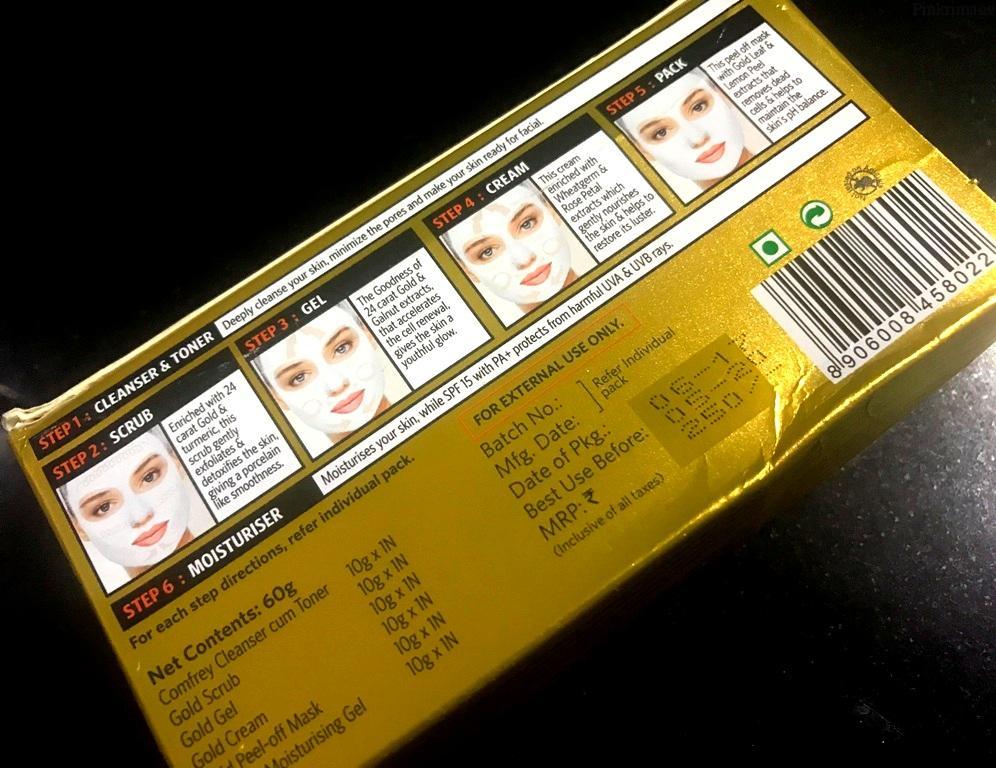 STEP 1 : CLEANSER & TONER
Deeply cleanse your skin, minimize the pores and make your skin ready for facial.
STEP 2 : SCRUB
Enriched with 24
carat Gold &
turmeric, this
scrub gently
exfoliates &
detoxifies the skin,
giving a porcelain
like smoothness.
STEP 3 : GEL
The Goodness of
24 carat Gold &
Galnut extracts,
that accelerates
the cell renewal,
gives the skin a
youthful glow.
STEP 4 : CREAM
This cream
enriched with
Wheatgerm &
Rose Petal
extracts which
gently nourishes
the skin & helps to
restore its luster.
STEP 5 : PACK
This peel off mask
with Gold Leaf &
Lemon Peel
extracts that
removes dead
cells & helps to
maintain the
skin's pH balance.
STEP 6 : MOISTURISER
Moisturises your skin, while SPF 15 with PA+ protects from harmful UVA & UVB rays.
For each step directions, refer individual pack.
Net Contents: 60g
Comfrey Cleanser cum Toner 10g x 1N
Gold Scrub 10g x 1N
Gold Gel 10g x 1N
Gold Cream 10g x 1N
Peel-off Mask 10g x 1N
Moisturising Gel 10g x 1N
FOR EXTERNAL USE ONLY.
Batch No.:
Mfg. Date:
Refer Individual
pack
Date of Pkg.:
Best Use Before:
MRP: ₹
(Inclusive of all taxes)
8906008458022